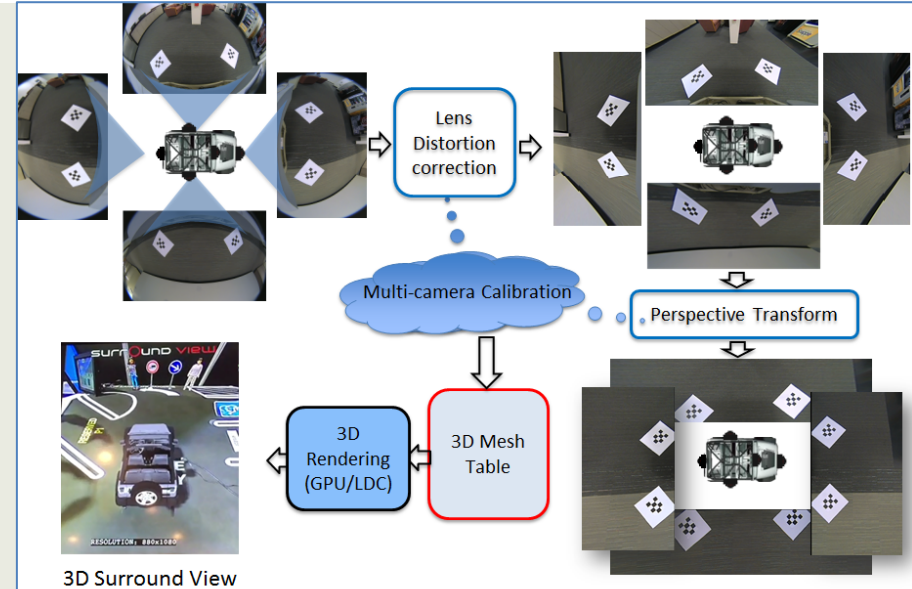 Lens
Distortion
correction
Multi-camera Calibration
Perspective Transform
SURROUND VIEW
RESOLUTION: 880x1080
3D
Rendering
(GPU/LDC)
3D Mesh
Table
3D Surround View